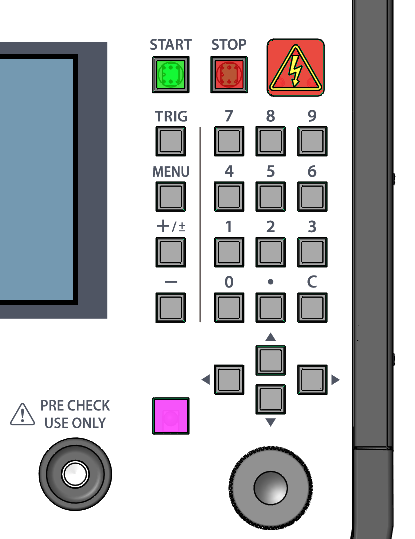 START STOP
TRIG 7 8 9
MENU 4 5 6
+/± 1 2 3
− 0 • C
PRE CHECK
USE ONLY